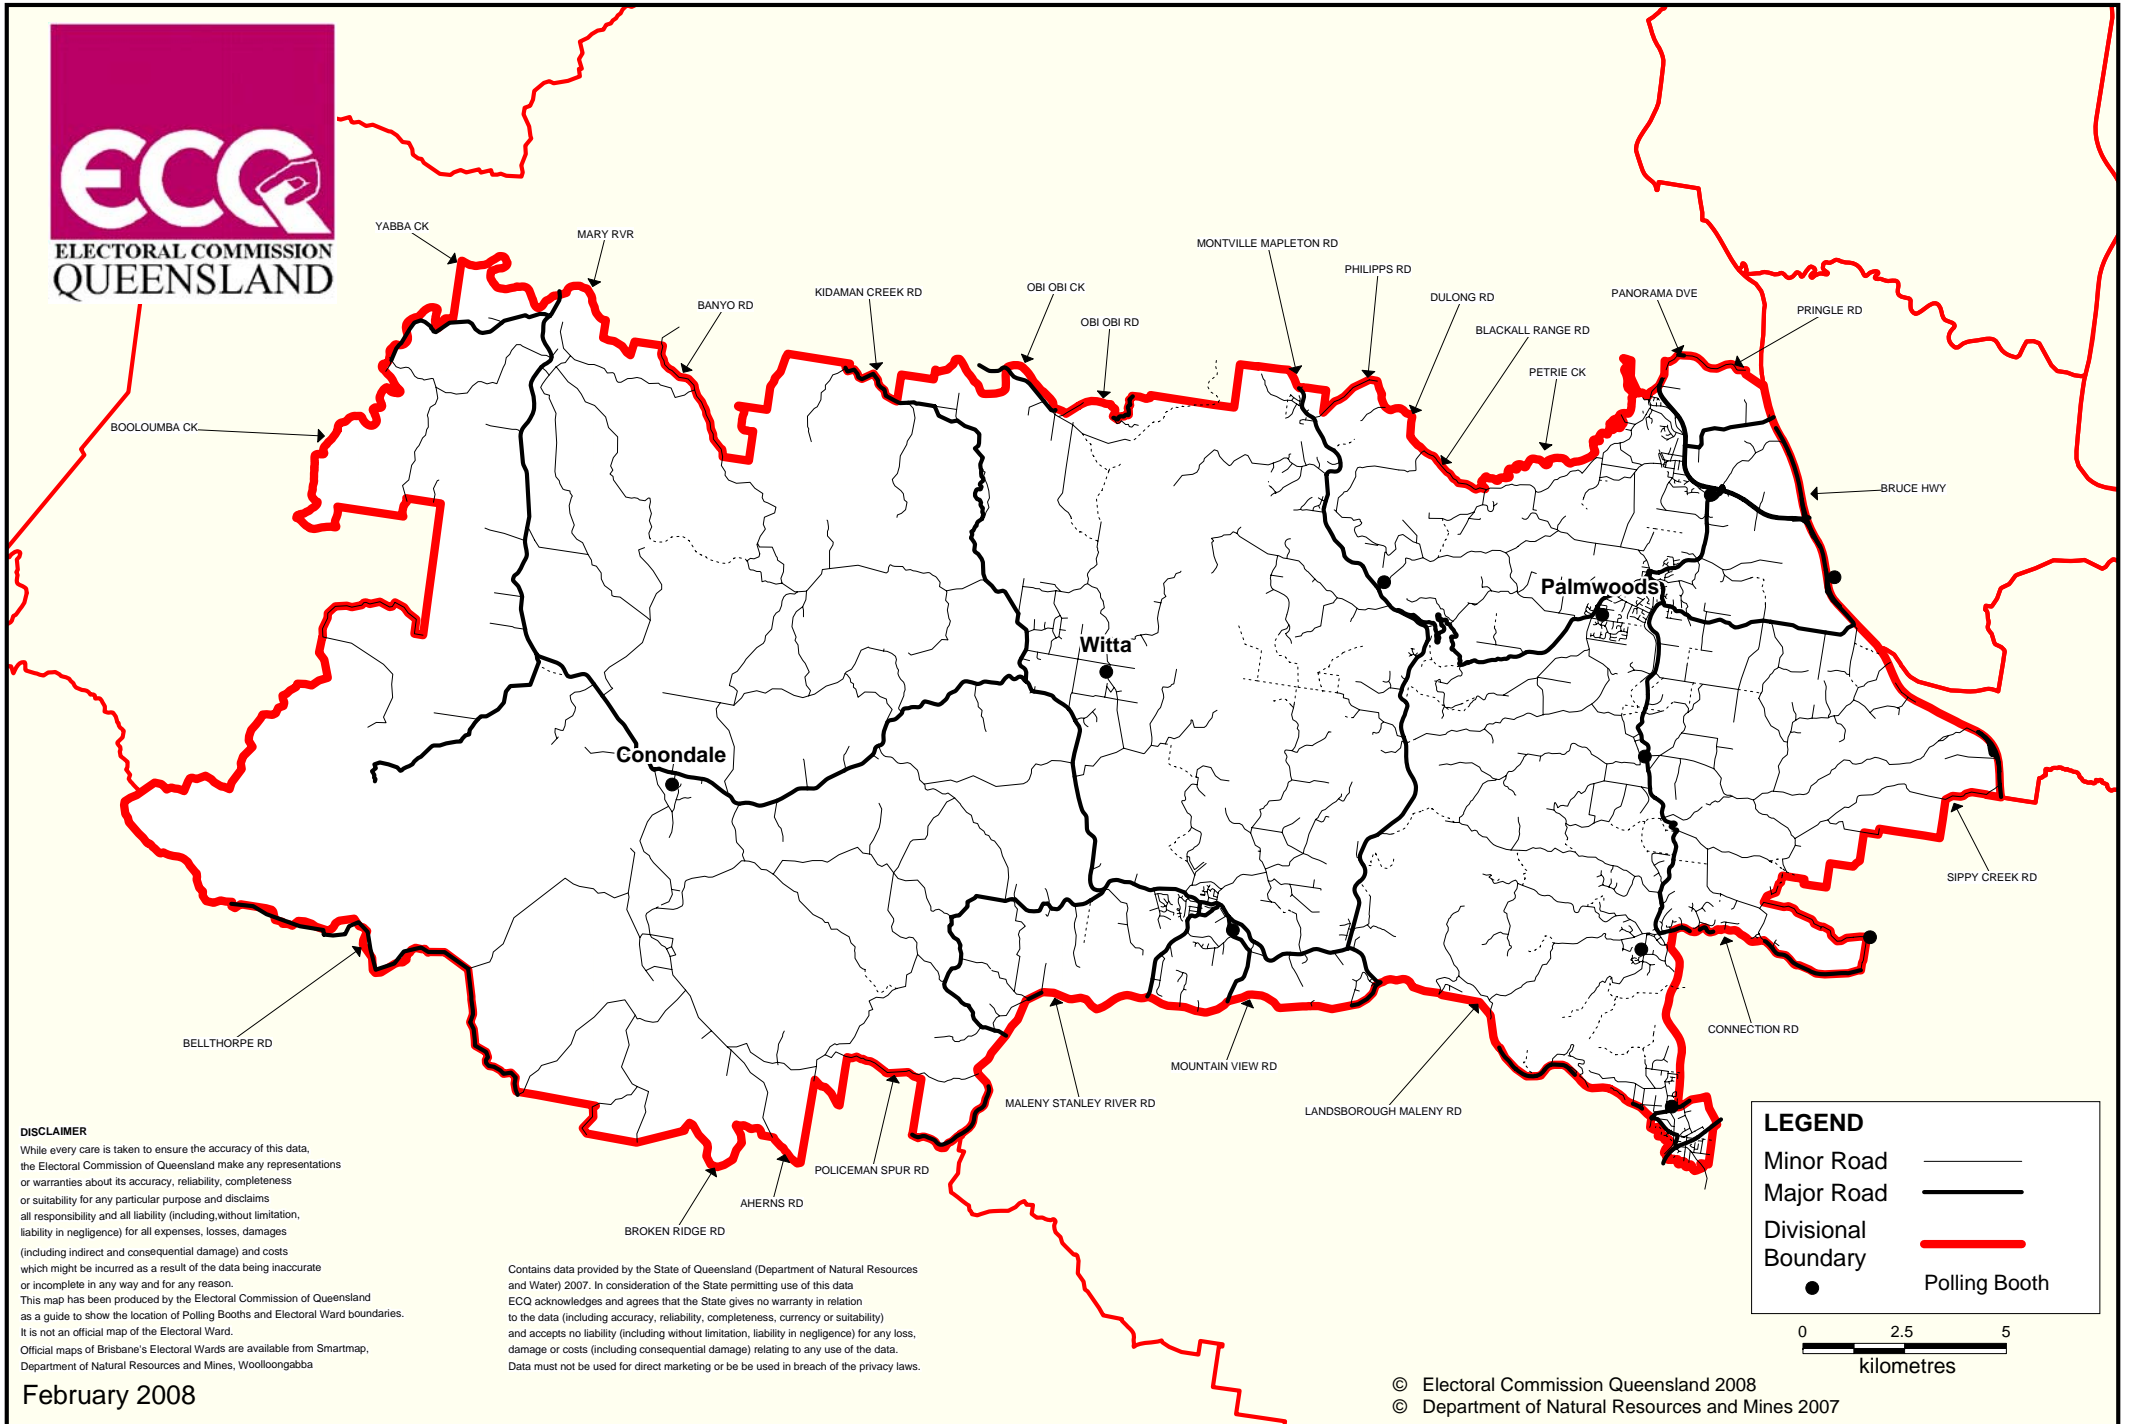 ECQ
ELECTORAL COMMISSION
QUEENSLAND
YABBA CK
MARY RVR
BANYO RD
KIDAMAN CREEK RD
OBI OBI CK
OBI OBI RD
MONTVILLE MAPLETON RD
PHILIPPS RD
DULONG RD
BLACKALL RANGE RD
PETRIE CK
PANORAMA DVE
PRINGLE RD
BOOLOUMBA CK
BRUCE HWY
Palmwoods
Witta
Conondale
SIPPY CREEK RD
CONNECTION RD
BELLTHORPE RD
MOUNTAIN VIEW RD
MALENY STANLEY RIVER RD
LANDSBOROUGH MALENY RD
POLICEMAN SPUR RD
AHERNS RD
BROKEN RIDGE RD
DISCLAIMER
While every care is taken to ensure the accuracy of this data,
the Electoral Commission of Queensland make any representations
or warranties about its accuracy, reliability, completeness
or suitability for any particular purpose and disclaims
all responsibility and all liability (including,without limitation,
liability in negligence) for all expenses, losses, damages
(including indirect and consequential damage) and costs
which might be incurred as a result of the data being inaccurate
or incomplete in any way and for any reason.
This map has been produced by the Electoral Commission of Queensland
as a guide to show the location of Polling Booths and Electoral Ward boundaries.
It is not an official map of the Electoral Ward.
Official maps of Brisbane's Electoral Wards are available from Smartmap,
Department of Natural Resources and Mines, Woolloongabba
February 2008
Contains data provided by the State of Queensland (Department of Natural Resources
and Water) 2007. In consideration of the State permitting use of this data
ECQ acknowledges and agrees that the State gives no warranty in relation
to the data (including accuracy, reliability, completeness, currency or suitability)
and accepts no liability (including without limitation, liability in negligence) for any loss,
damage or costs (including consequential damage) relating to any use of the data.
Data must not be used for direct marketing or be be used in breach of the privacy laws.
LEGEND
Minor Road
Major Road
Divisional
Boundary
Polling Booth
0 2.5 5
kilometres
© Electoral Commission Queensland 2008
© Department of Natural Resources and Mines 2007